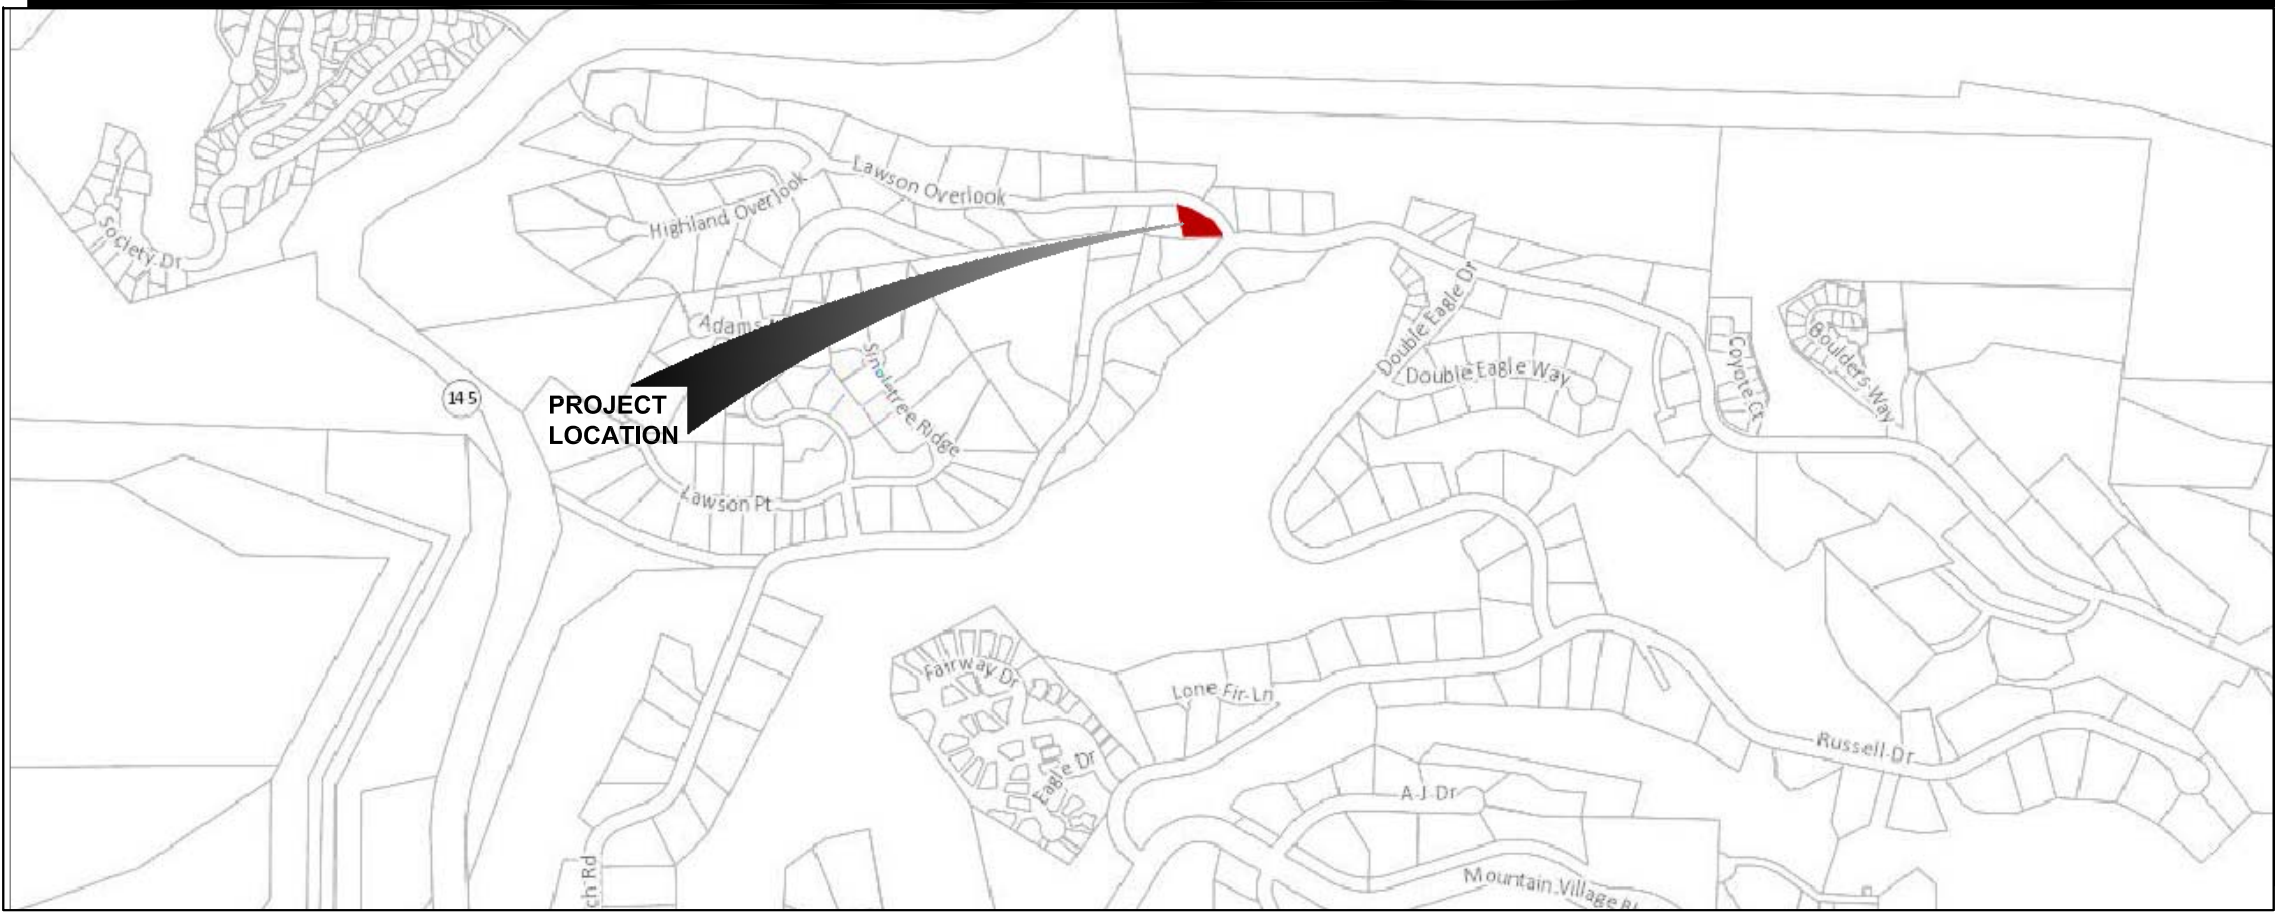 Lawson Overlook
Highland Overlook
Society Dr
Adams
Double Eagle Dr
Double Eagle Way
Coyote Ct
Boulders Way
145
PROJECT
LOCATION
Ridge
Lawson Pt
Fairway Dr
Lone Fir Ln
Eagle Dr
Russell Dr
A J Dr
Mountain Village Bl
ch Rd